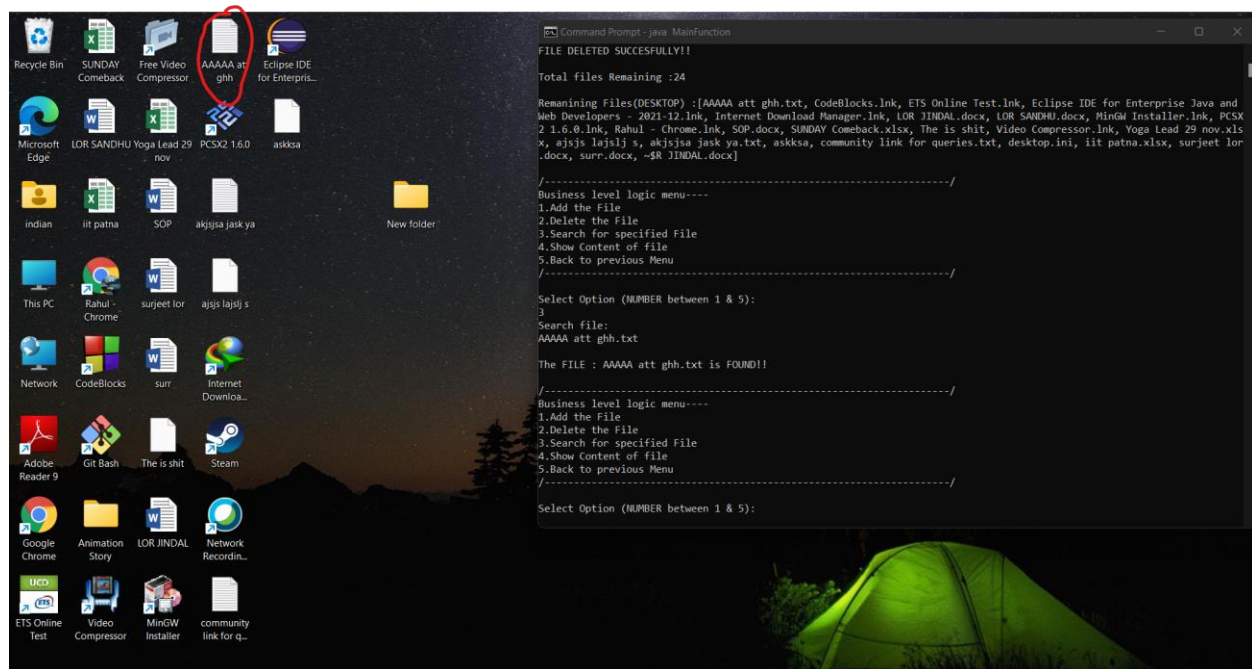 Recycle Bin
SUNDAY
Comeback
Free Video
Compressor
AAAAA att
ghh
Eclipse IDE
for Enterpris...
Microsoft
Edge
LOR SANDHU
Yoga Lead 29
nov
PCSX2 1.6.0
askksa
indian
iit patna
SOP
akjsjsa jask ya
New folder
This PC
Rahul -
Chrome
surjeet lor
ajsjs lajslj s
Network
CodeBlocks
surr
Internet
Downloa...
Adobe
Reader 9
Git Bash
The is shit
Steam
Google
Chrome
Animation
Story
LOR JINDAL
Network
Recordin...
UCD
ETS
ETS Online
Test
Video
Compressor
MinGW
Installer
community
link for q...
Command Prompt - java MainFunction
FILE DELETED SUCCESFULLY!!
Total files Remaining :24
Remanining Files(DESKTOP) :[AAAAA att ghh.txt, CodeBlocks.lnk, ETS Online Test.lnk, Eclipse IDE for Enterprise Java and
Web Developers - 2021-12.lnk, Internet Download Manager.lnk, LOR JINDAL.docx, LOR SANDHU.docx, MinGW Installer.lnk, PCSX
2 1.6.0.lnk, Rahul - Chrome.lnk, SOP.docx, SUNDAY Comeback.xlsx, The is shit, Video Compressor.lnk, Yoga Lead 29 nov.xls
x, ajsjs lajslj s, akjsjsa jask ya.txt, askksa, community link for queries.txt, desktop.ini, iit patna.xlsx, surjeet lor
.docx, surr.docx, ~$R JINDAL.docx]
/---------------------------------------------------------------------/
Business level logic menu----
1.Add the File
2.Delete the File
3.Search for specified File
4.Show Content of file
5.Back to previous Menu
/---------------------------------------------------------------------/
Select Option (NUMBER between 1 & 5):
3
Search file:
AAAAA att ghh.txt
The FILE : AAAAA att ghh.txt is FOUND!!
/---------------------------------------------------------------------/
Business level logic menu----
1.Add the File
2.Delete the File
3.Search for specified File
4.Show Content of file
5.Back to previous Menu
/---------------------------------------------------------------------/
Select Option (NUMBER between 1 & 5):